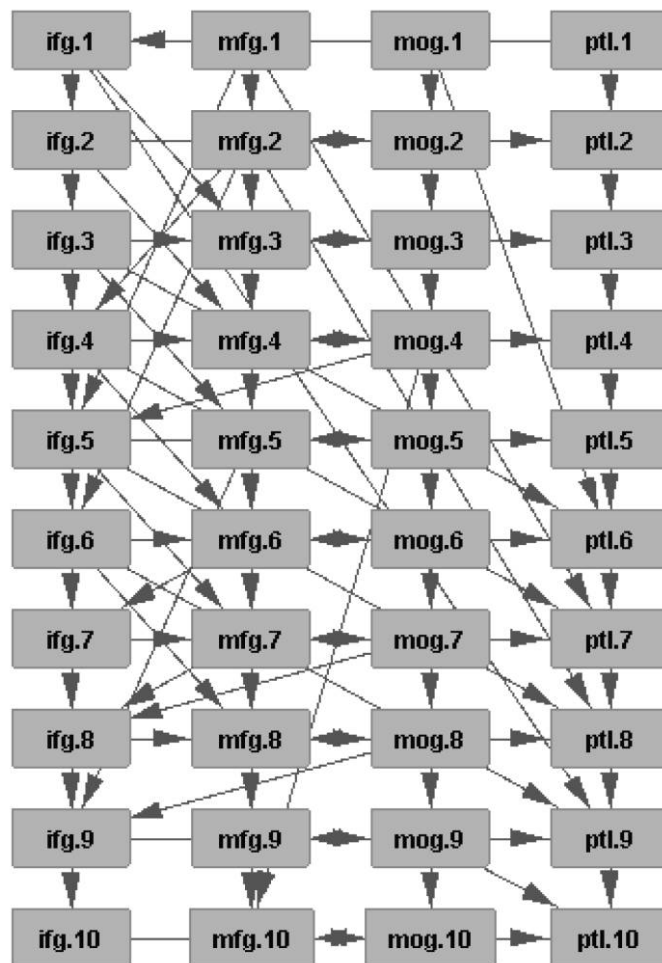 ifg.1 mfg.1 mog.1 ptl.1
ifg.2 mfg.2 mog.2 ptl.2
ifg.3 mfg.3 mog.3 ptl.3
ifg.4 mfg.4 mog.4 ptl.4
ifg.5 mfg.5 mog.5 ptl.5
ifg.6 mfg.6 mog.6 ptl.6
ifg.7 mfg.7 mog.7 ptl.7
ifg.8 mfg.8 mog.8 ptl.8
ifg.9 mfg.9 mog.9 ptl.9
ifg.10 mfg.10 mog.10 ptl.10